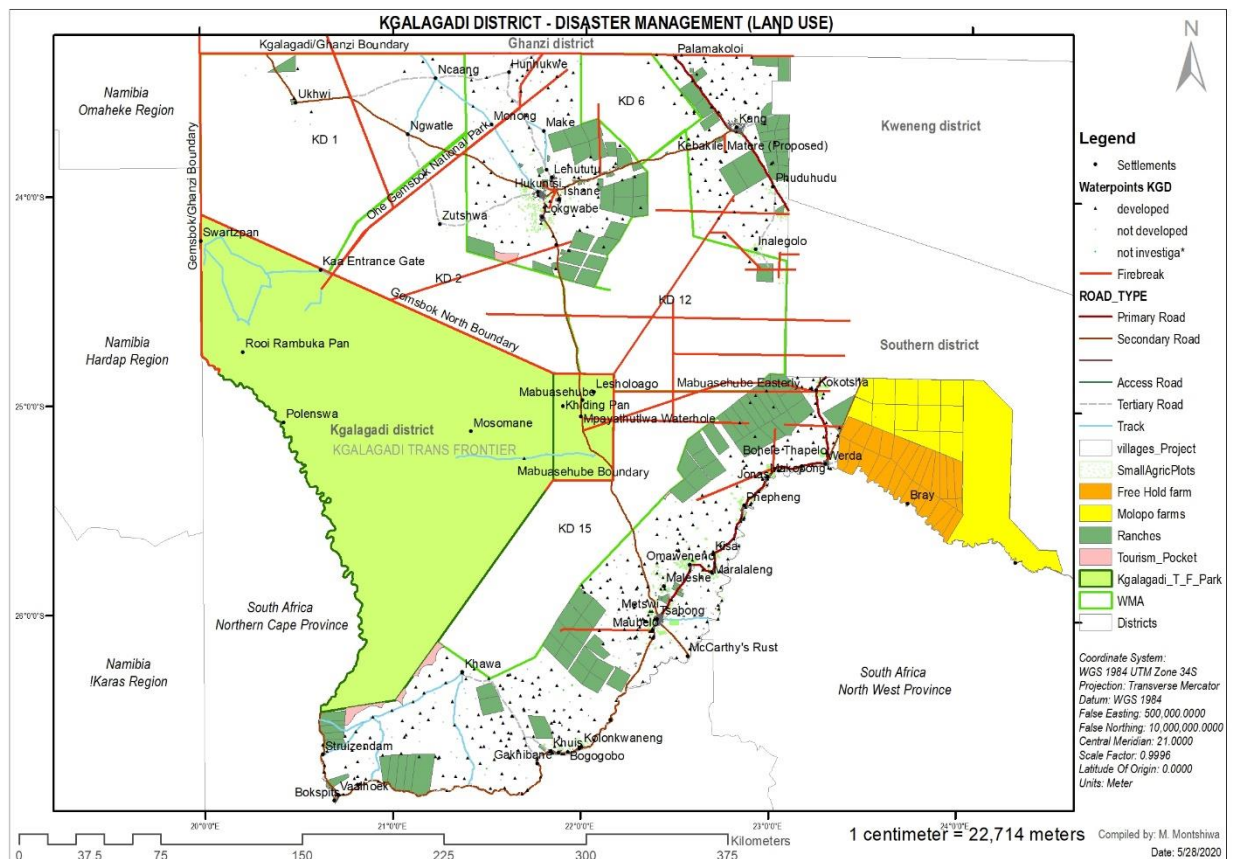 KGALAGADI DISTRICT - DISASTER MANAGEMENT (LAND USE)
Kgalagadi/Ghanzi Boundary
Ghanzi district
Palamakoloi
N
Namibia
Omaheke Region
Ncaang
Hunhukwe
Ukhwi
KD 1
Ngwatle
Monong
Make
KD 6
Kang
Kweneng district
Kebakile Matere (Proposed)
One Gemsbok National Park
Lehututu
Hukuntsi
Tshane
Lokgwabe
Phuduhudu
Gemsbok/Ghanzi Boundary
24°0'0"S
Zutshwa
Swartzpan
Inalegolo
Kaa Entrance Gate
KD 2
KD 12
Gemsbok North Boundary
Namibia
Hardap Region
Rooi Rambuka Pan
Southern district
Lesholoago
Mabuasehube
Mabuasehube Easterly
Kokotsha
Khiding Pan
Mpayathutlwa Waterhole
25°0'0"S
Polenswa
Kgalagadi district
Mosomane
KGALAGADI TRANS FRONTIER
Mabuasehube Boundary
Bohele-Thapelo
Werda
Jonas
Makopong
Phepheng
Bray
KD 15
Kisa
Omaweneno
Maralaleng
Maleshe
26°0'0"S
South Africa
Northern Cape Province
Metswi
Tsabong
Maubelo
McCarthy's Rust
South Africa
North West Province
Namibia
!Karas Region
Khawa
Struizendam
Kolonkwaneng
Khuis
Gakhibane
Bogogobo
Vaalhoek
Bokspits
20°0'0"E
21°0'0"E
22°0'0"E
23°0'0"E
24°0'0"E
Legend
Settlements
Waterpoints KGD
developed
not developed
not investiga*
Firebreak
ROAD_TYPE
Primary Road
Secondary Road
Access Road
Tertiary Road
Track
villages_Project
SmallAgricPlots
Free Hold farm
Molopo farms
Ranches
Tourism_Pocket
Kgalagadi_T_F_Park
WMA
Districts
Coordinate System:
WGS 1984 UTM Zone 34S
Projection: Transverse Mercator
Datum: WGS 1984
False Easting: 500,000.0000
False Northing: 10,000,000.0000
Central Meridian: 21.0000
Scale Factor: 0.9996
Latitude Of Origin: 0.0000
Units: Meter
0 37.5 75 150 225 300 375
Kilometers
1 centimeter = 22,714 meters
Compiled by: M. Montshiwa
Date: 5/28/2020